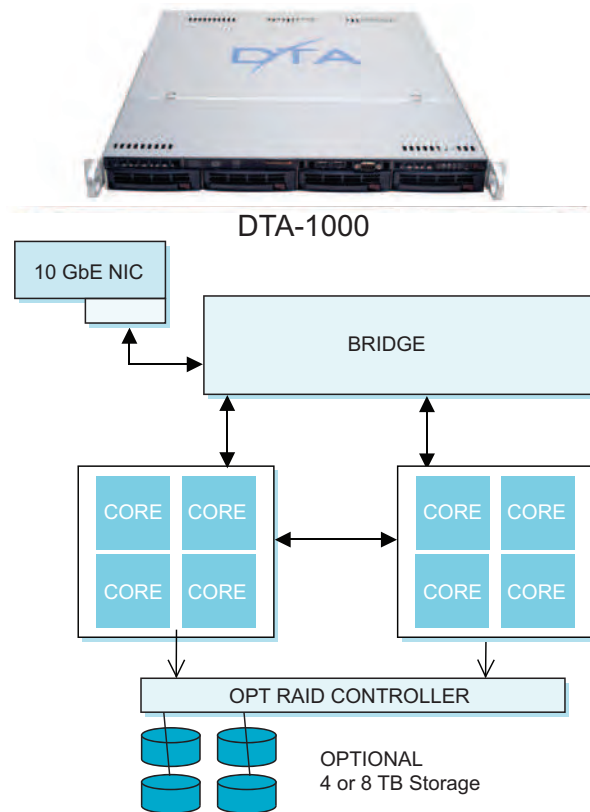 DTA
DTA-1000
10 GbE NIC
BRIDGE
CORE CORE
CORE CORE
CORE CORE
CORE CORE
OPT RAID CONTROLLER
OPTIONAL
4 or 8 TB Storage